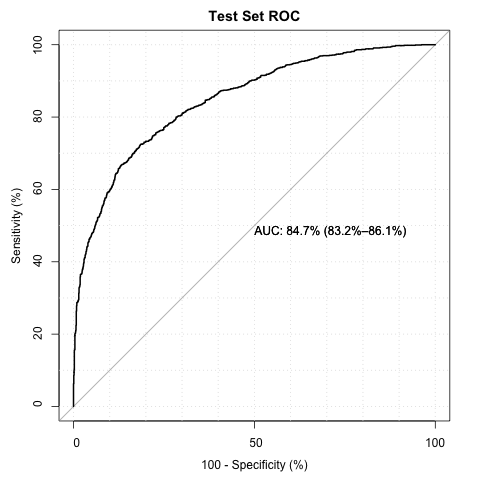 Test Set ROC
100
80
60
40
20
0
Sensitivity (%)
AUC: 84.7% (83.2%–86.1%)
0
50
100
100 - Specificity (%)